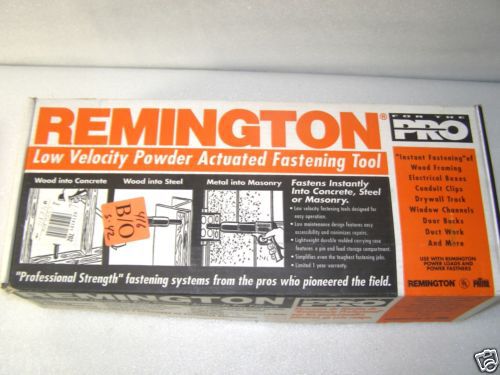 REMINGTON®
FOR THE
PRO
Low Velocity Powder Actuated Fastening Tool
Wood into Concrete
Wood into Steel
Metal into Masonry
Fastens Instantly
Into Concrete, Steel
or Masonry.
• Low velocity fastening tools designed for
easy operation.
• Low maintenance design features easy
accessibility and minimizes repairs.
• Lightweight durable molded carrying case
features a pin and load storage compartment.
• Simplifies even the toughest fastening jobs.
• Limited 1 year warranty.
"Instant Fastening" of
Wood Framing
Electrical Boxes
Conduit Clips
Drywall Track
Window Channels
Door Bucks
Duct Work
And More
USE WITH REMINGTON
POWER LOADS AND
POWER FASTENERS
REMINGTON
"Professional Strength" fastening systems from the pros who pioneered the field.
PRO
ebY